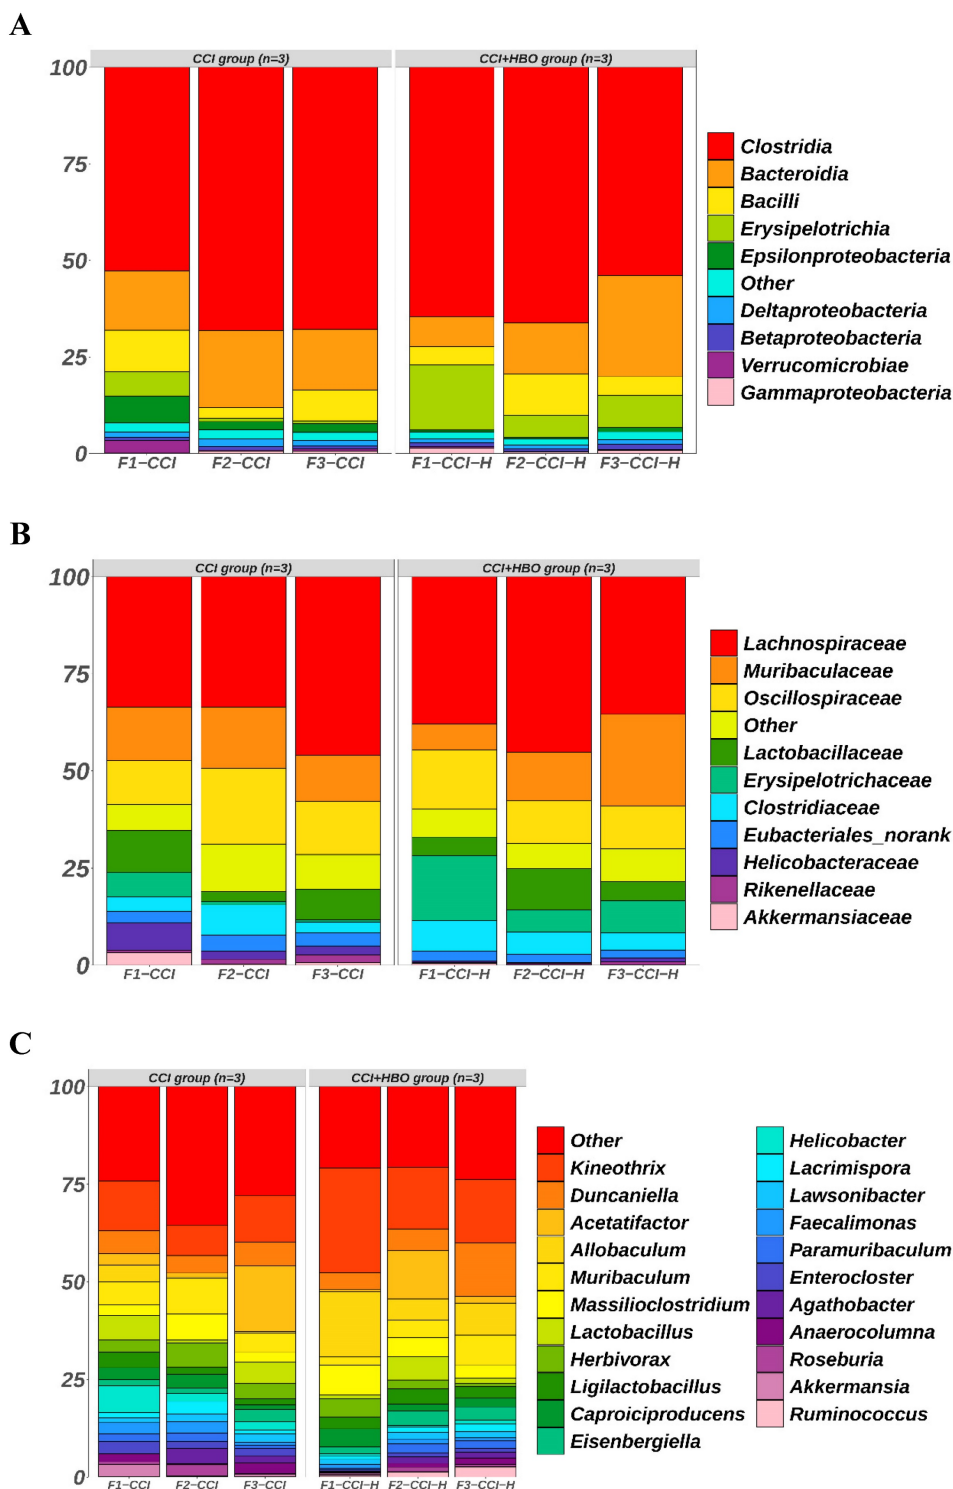 A
CCI group (n=3)
CCI+HBO group (n=3)
100
75
50
25
0
F1−CCI
F2−CCI
F3−CCI
F1−CCI−H
F2−CCI−H
F3−CCI−H
Clostridia
Bacteroidia
Bacilli
Erysipelotrichia
Epsilonproteobacteria
Other
Deltaproteobacteria
Betaproteobacteria
Verrucomicrobiae
Gammaproteobacteria
B
CCI group (n=3)
CCI+HBO group (n=3)
100
75
50
25
0
F1−CCI
F2−CCI
F3−CCI
F1−CCI−H
F2−CCI−H
F3−CCI−H
Lachnospiraceae
Muribaculaceae
Oscillospiraceae
Other
Lactobacillaceae
Erysipelotrichaceae
Clostridiaceae
Eubacteriales_norank
Helicobacteraceae
Rikenellaceae
Akkermansiaceae
C
CCI group (n=3)
CCI+HBO group (n=3)
100
75
50
25
0
F1−CCI
F2−CCI
F3−CCI
F1−CCI−H
F2−CCI−H
F3−CCI−H
Other
Kineothrix
Duncaniella
Acetatifactor
Allobaculum
Muribaculum
Massilioclostridium
Lactobacillus
Herbivorax
Ligilactobacillus
Caproiciproducens
Eisenbergiella
Helicobacter
Lacrimispora
Lawsonibacter
Faecalimonas
Paramuribaculum
Enterocloster
Agathobacter
Anaerocolumna
Roseburia
Akkermansia
Ruminococcus